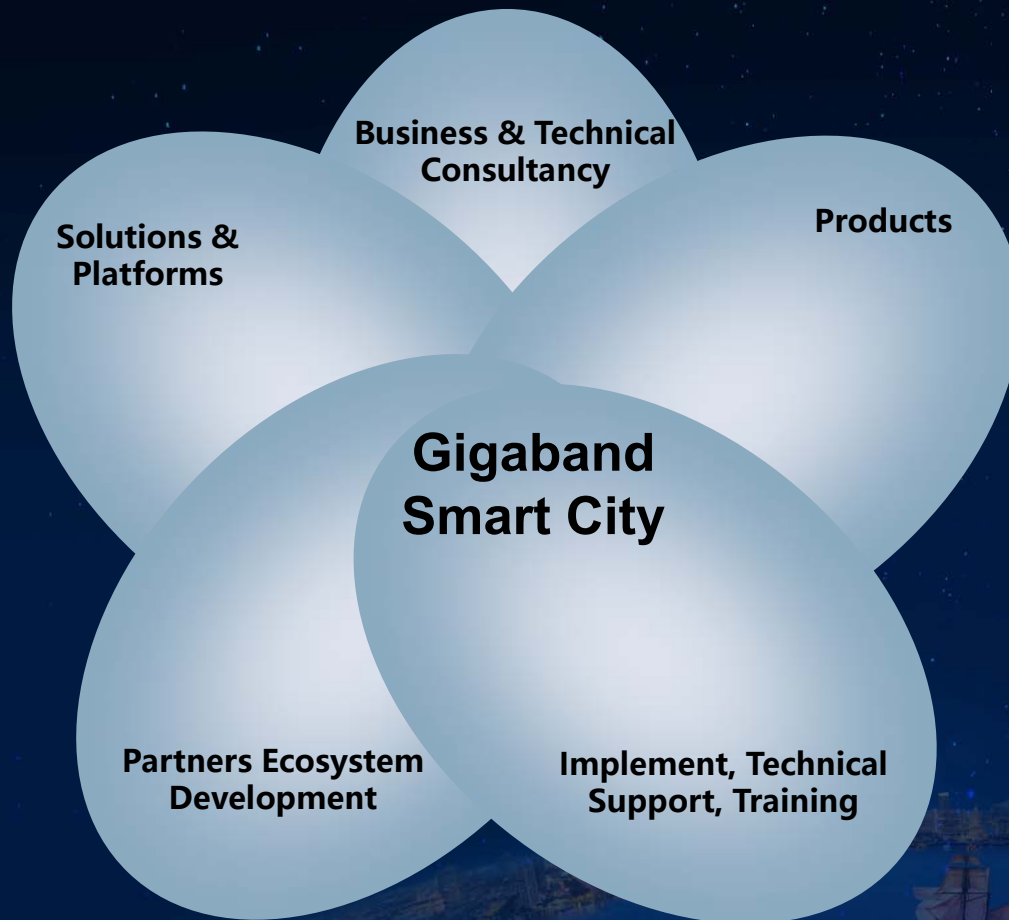 Business & Technical
Consultancy
Solutions &
Platforms
Products
Gigaband
Smart City
Partners Ecosystem
Development
Implement, Technical
Support, Training